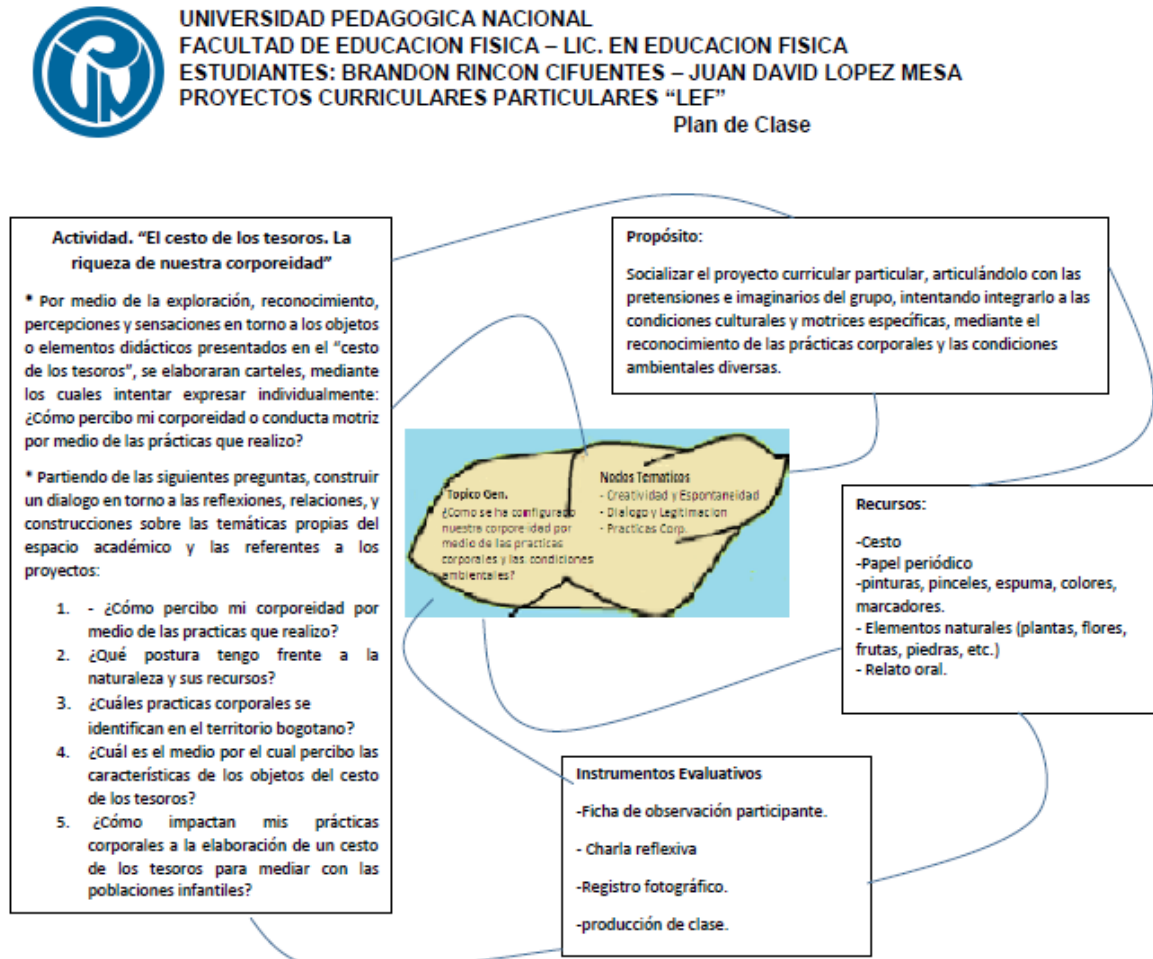 UNIVERSIDAD PEDAGOGICA NACIONAL
FACULTAD DE EDUCACION FISICA – LIC. EN EDUCACION FISICA
ESTUDIANTES: BRANDON RINCON CIFUENTES – JUAN DAVID LOPEZ MESA
PROYECTOS CURRICULARES PARTICULARES “LEF”
Plan de Clase
Actividad. “El cesto de los tesoros. La
riqueza de nuestra corporeidad”
* Por medio de la exploración, reconocimiento,
percepciones y sensaciones en torno a los objetos
o elementos didácticos presentados en el “cesto
de los tesoros”, se elaboraran carteles, mediante
los cuales intentar expresar individualmente:
¿Cómo percibo mi corporeidad o conducta motriz
por medio de las prácticas que realizo?
* Partiendo de las siguientes preguntas, construir
un dialogo en torno a las reflexiones, relaciones, y
construcciones sobre las temáticas propias del
espacio académico y las referentes a los
proyectos:
1. - ¿Cómo percibo mi corporeidad por
medio de las practicas que realizo?
2. ¿Qué postura tengo frente a la
naturaleza y sus recursos?
3. ¿Cuáles practicas corporales se
identifican en el territorio bogotano?
4. ¿Cuál es el medio por el cual percibo las
características de los objetos del cesto
de los tesoros?
5. ¿Cómo impactan mis prácticas
corporales a la elaboración de un cesto
de los tesoros para mediar con las
poblaciones infantiles?
Propósito:
Socializar el proyecto curricular particular, articulándolo con las
pretensiones e imaginarios del grupo, intentando integrarlo a las
condiciones culturales y motrices específicas, mediante el
reconocimiento de las prácticas corporales y las condiciones
ambientales diversas.
Topico Gen.
¿Como se ha configurado
nuestra corporeidad por
medio de las practicas
corporales y las condiciones
ambientales?
Nodos Tematicos
- Creatividad y Espontaneidad
- Dialogo y Legitimacion
- Practicas Corp.
Recursos:
-Cesto
-Papel periódico
-pinturas, pinceles, espuma, colores,
marcadores.
- Elementos naturales (plantas, flores,
frutas, piedras, etc.)
- Relato oral.
Instrumentos Evaluativos
-Ficha de observación participante.
- Charla reflexiva
-Registro fotográfico.
-producción de clase.